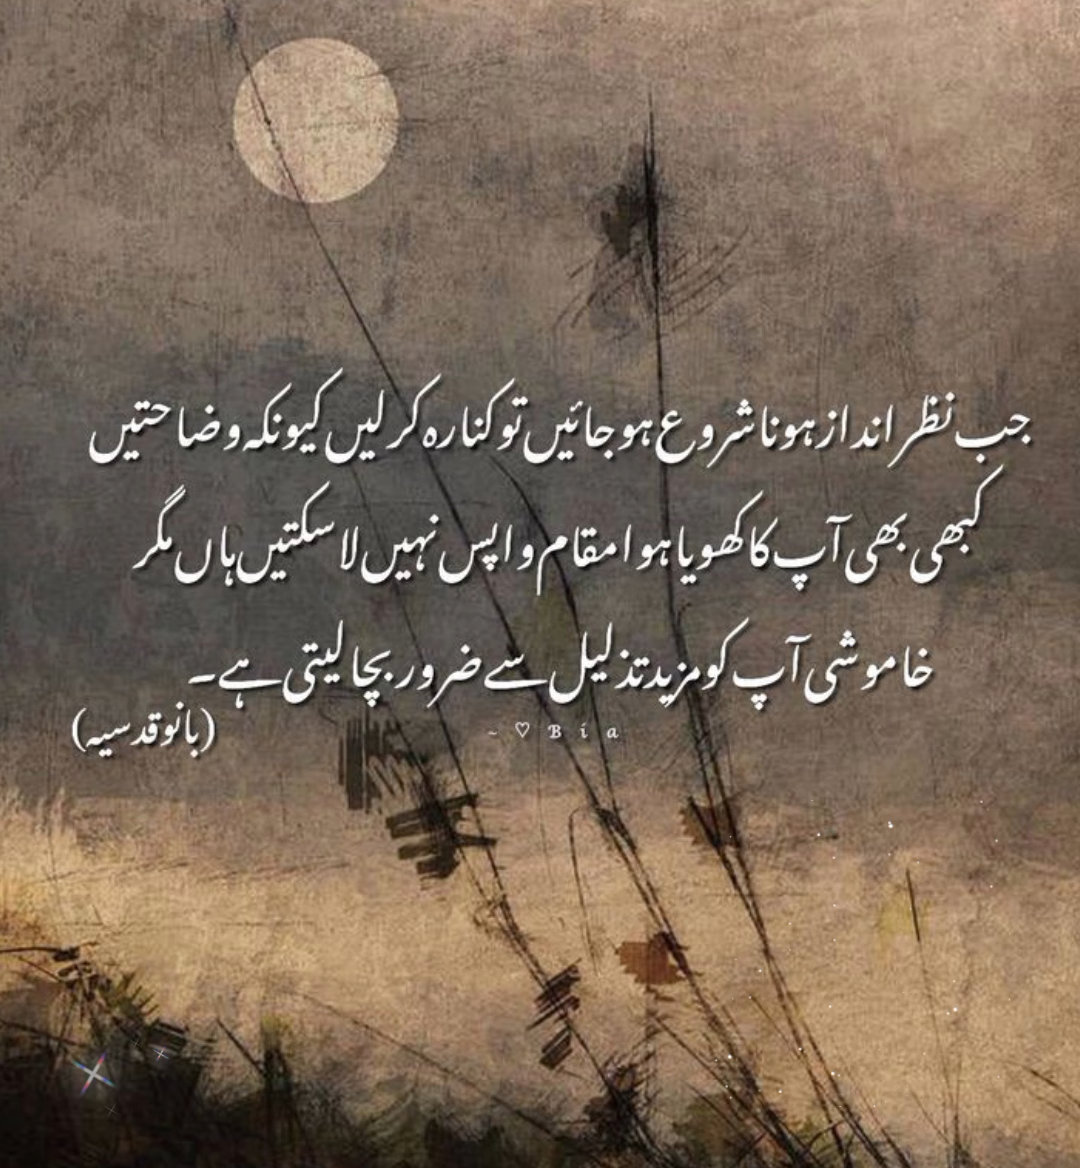 جب نظر انداز ہونا شروع ہو جائیں تو کنارہ کر لیں کیونکہ وضاحتیں
کبھی بھی آپ کا کھویا ہوا مقام واپس نہیں لا سکتیں ہاں مگر
خاموشی آپ کو مزید تذلیل سے ضرور بچا لیتی ہے۔
(بانو قدسیہ)
~ ♡ B i a